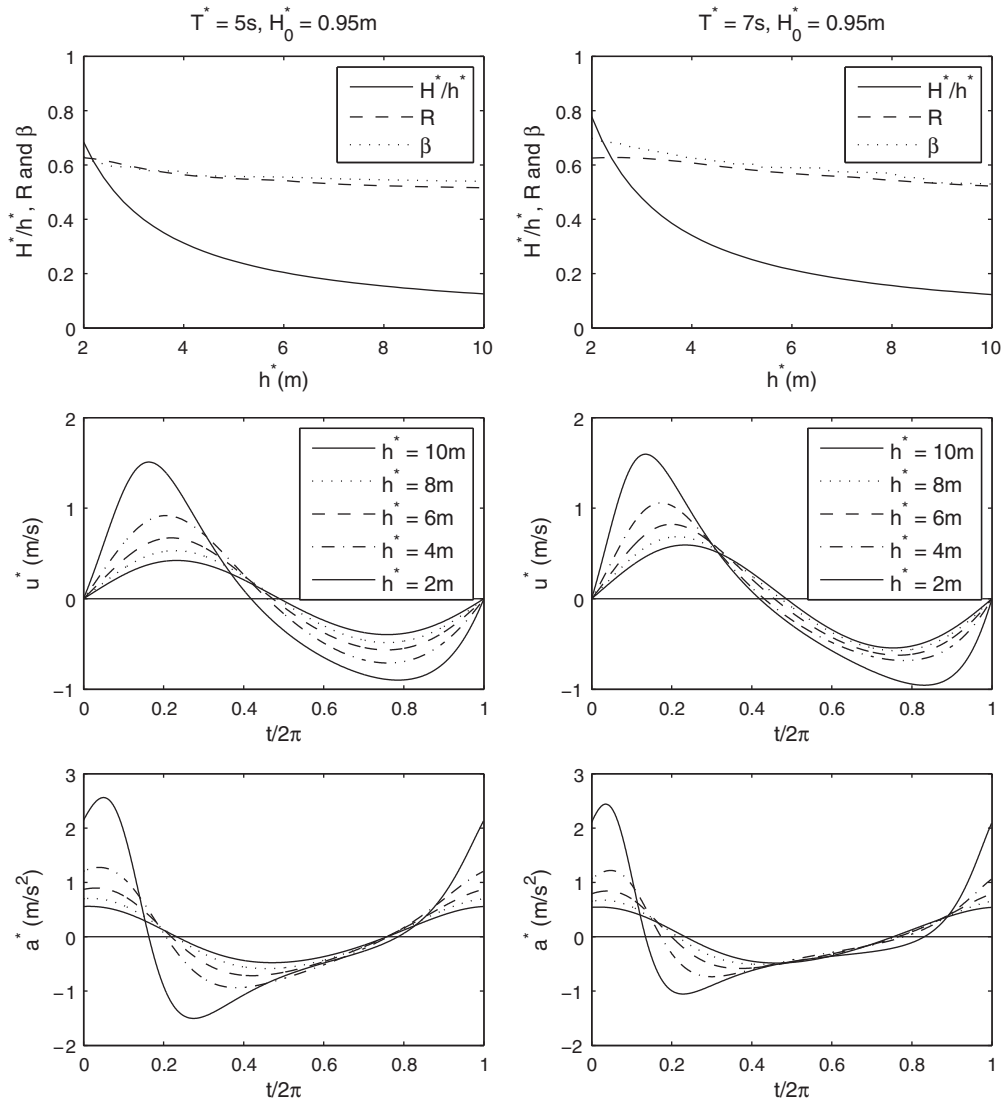 T* = 5s, H₀* = 0.95m
H*/h*, R and β
1
0.8
0.6
0.4
0.2
0
H*/h*
R
β
2 4 6 8 10
h*(m)
T* = 7s, H₀* = 0.95m
H*/h*, R and β
1
0.8
0.6
0.4
0.2
0
H*/h*
R
β
2 4 6 8 10
h*(m)
u* (m/s)
2
1
0
−1
h* = 10m
h* = 8m
h* = 6m
h* = 4m
h* = 2m
0 0.2 0.4 0.6 0.8 1
t/2π
u* (m/s)
2
1
0
−1
h* = 10m
h* = 8m
h* = 6m
h* = 4m
h* = 2m
0 0.2 0.4 0.6 0.8 1
t/2π
a* (m/s²)
3
2
1
0
−1
−2
0 0.2 0.4 0.6 0.8 1
t/2π
a* (m/s²)
3
2
1
0
−1
−2
0 0.2 0.4 0.6 0.8 1
t/2π